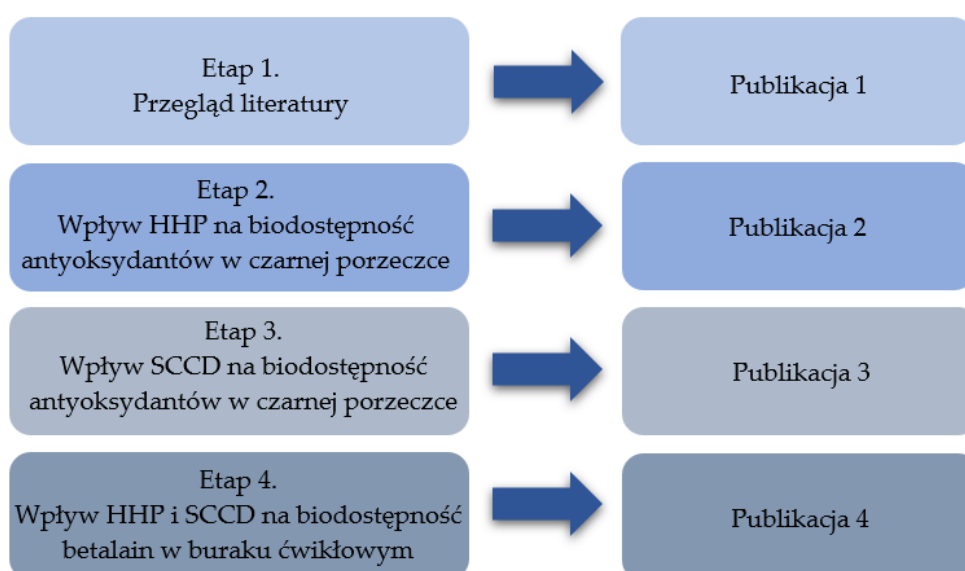 Etap 1.
Przegląd literatury
Publikacja 1
Etap 2.
Wpływ HHP na biodostępność
antyoksydantów w czarnej porzeczce
Publikacja 2
Etap 3.
Wpływ SCCD na biodostępność
antyoksydantów w czarnej porzeczce
Publikacja 3
Etap 4.
Wpływ HHP i SCCD na biodostępność
betalain w buraku ćwikłowym
Publikacja 4